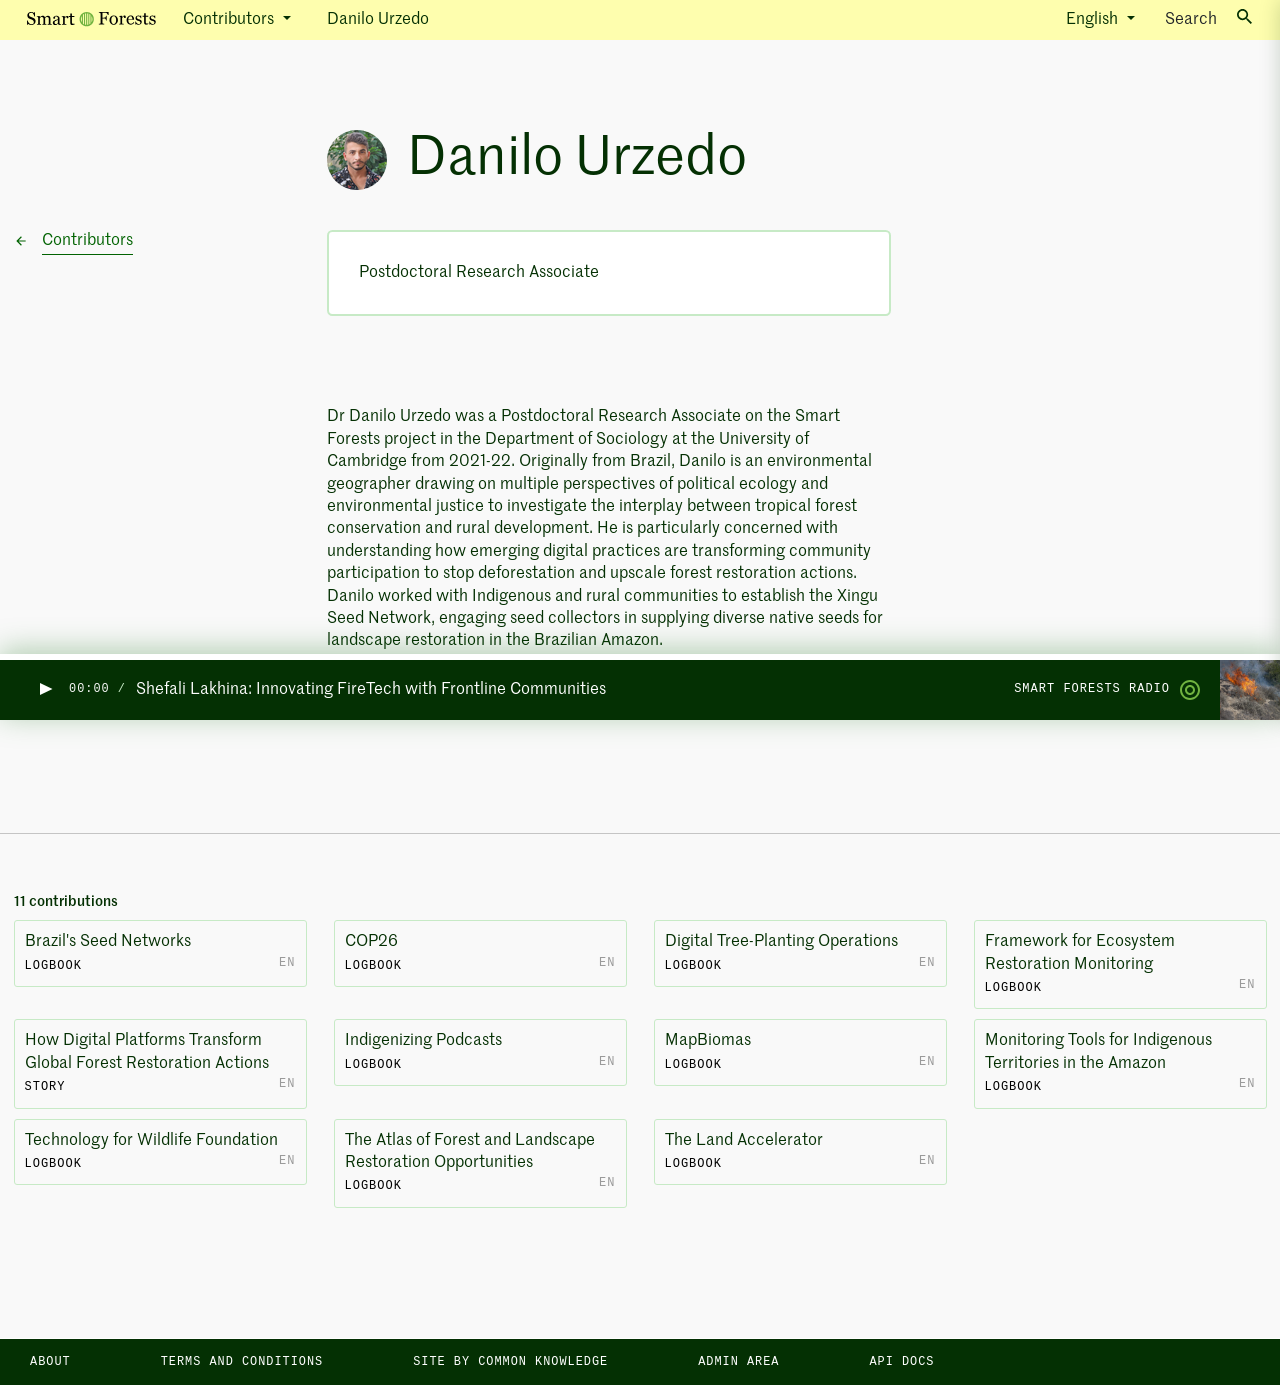 Smart Forests Contributors Danilo Urzedo English Search
Danilo Urzedo
Contributors
Postdoctoral Research Associate
Dr Danilo Urzedo was a Postdoctoral Research Associate on the Smart
Forests project in the Department of Sociology at the University of
Cambridge from 2021-22. Originally from Brazil, Danilo is an environmental
geographer drawing on multiple perspectives of political ecology and
environmental justice to investigate the interplay between tropical forest
conservation and rural development. He is particularly concerned with
understanding how emerging digital practices are transforming community
participation to stop deforestation and upscale forest restoration actions.
Danilo worked with Indigenous and rural communities to establish the Xingu
Seed Network, engaging seed collectors in supplying diverse native seeds for
landscape restoration in the Brazilian Amazon.
00:00 / Shefali Lakhina: Innovating FireTech with Frontline Communities SMART FORESTS RADIO
11 contributions
Brazil's Seed Networks
LOGBOOK EN
COP26
LOGBOOK EN
Digital Tree-Planting Operations
LOGBOOK EN
Framework for Ecosystem
Restoration Monitoring
LOGBOOK EN
How Digital Platforms Transform
Global Forest Restoration Actions
STORY EN
Indigenizing Podcasts
LOGBOOK EN
MapBiomas
LOGBOOK EN
Monitoring Tools for Indigenous
Territories in the Amazon
LOGBOOK EN
Technology for Wildlife Foundation
LOGBOOK EN
The Atlas of Forest and Landscape
Restoration Opportunities
LOGBOOK EN
The Land Accelerator
LOGBOOK EN
ABOUT TERMS AND CONDITIONS SITE BY COMMON KNOWLEDGE ADMIN AREA API DOCS